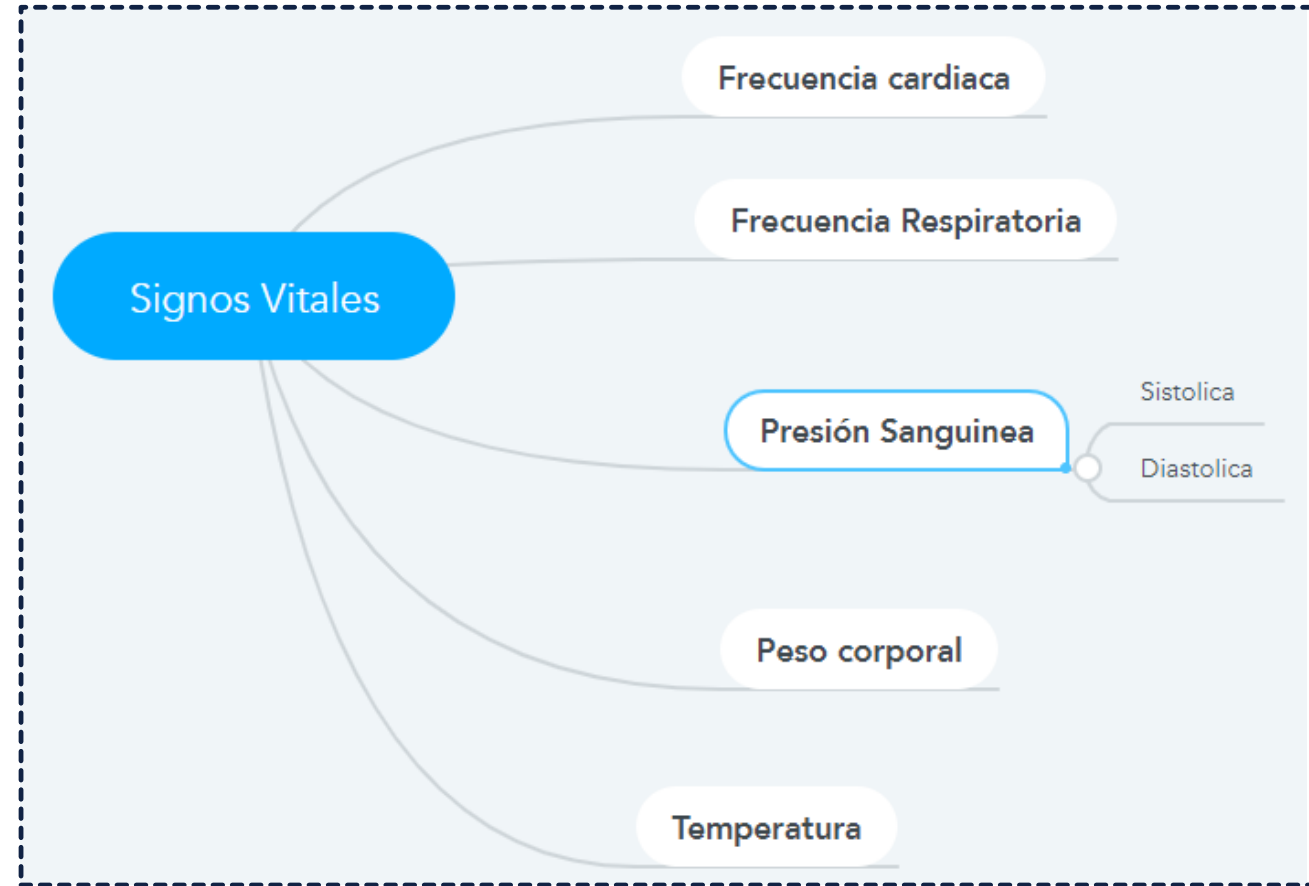 Frecuencia cardiaca
Frecuencia Respiratoria
Signos Vitales
Presión Sanguinea
Sistolica
Diastolica
Peso corporal
Temperatura